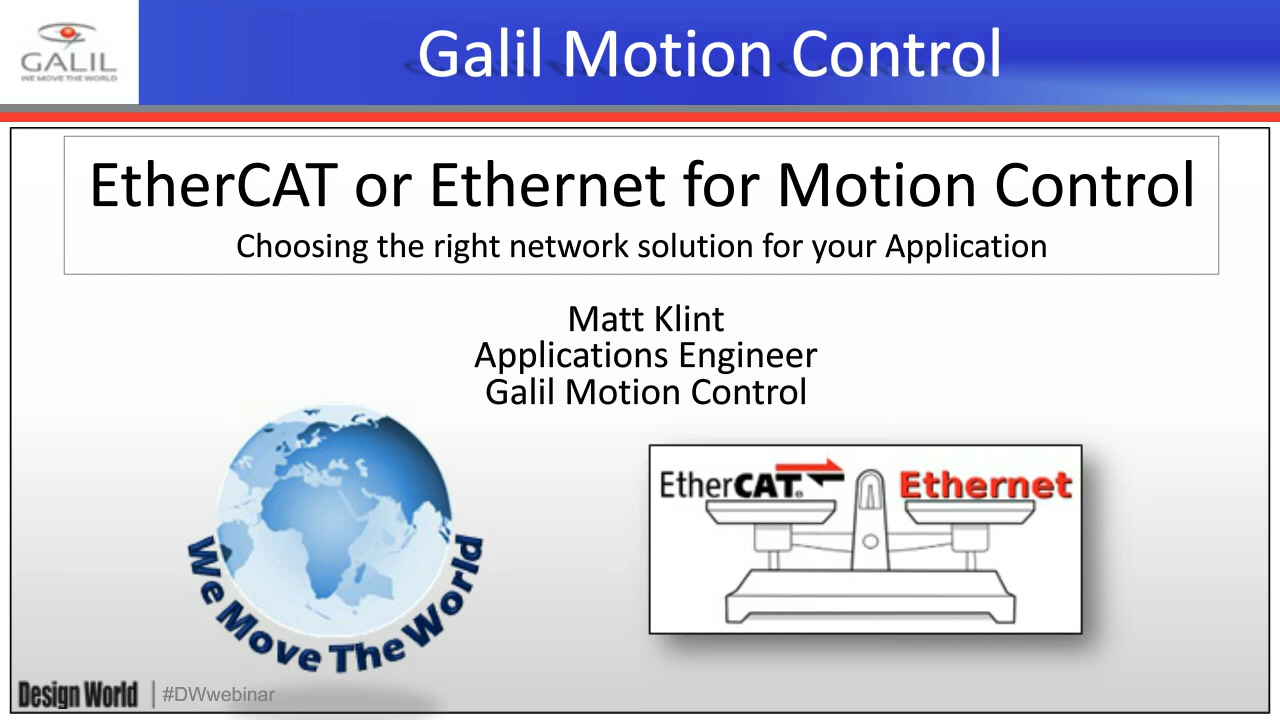 GALIL
WE MOVE THE WORLD
Galil Motion Control
EtherCAT or Ethernet for Motion Control
Choosing the right network solution for your Application
Matt Klint
Applications Engineer
Galil Motion Control
We Move The World
EtherCAT®
Ethernet
Design World | #DWwebinar